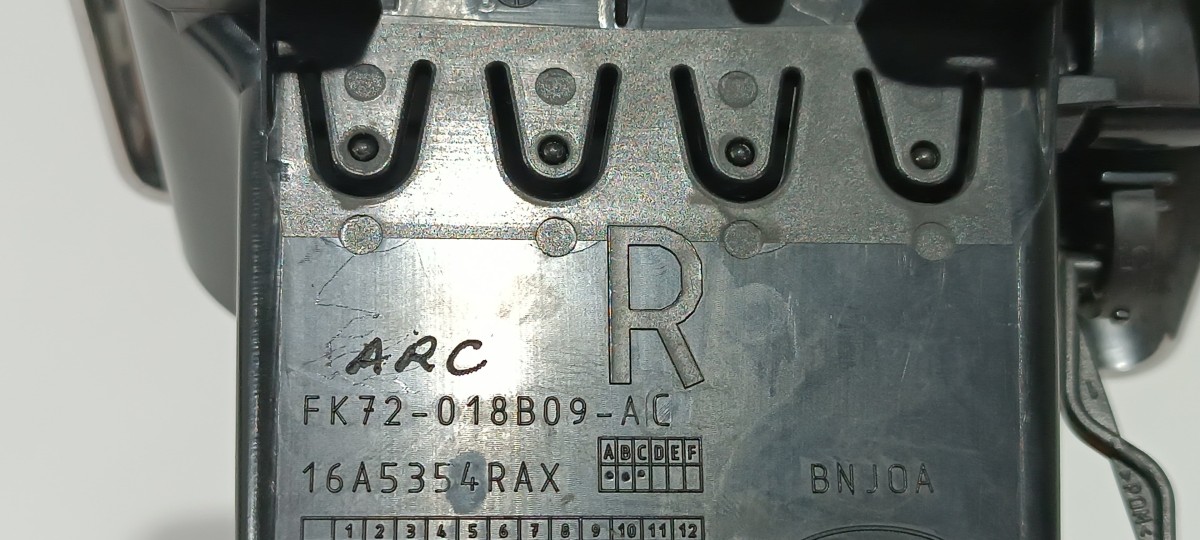 R
ARC
FK72-018B09-AC
ABCDEF
16A5354RAX
BNJOA
1 2 3 4 5 6 7 8 9 10 11 12